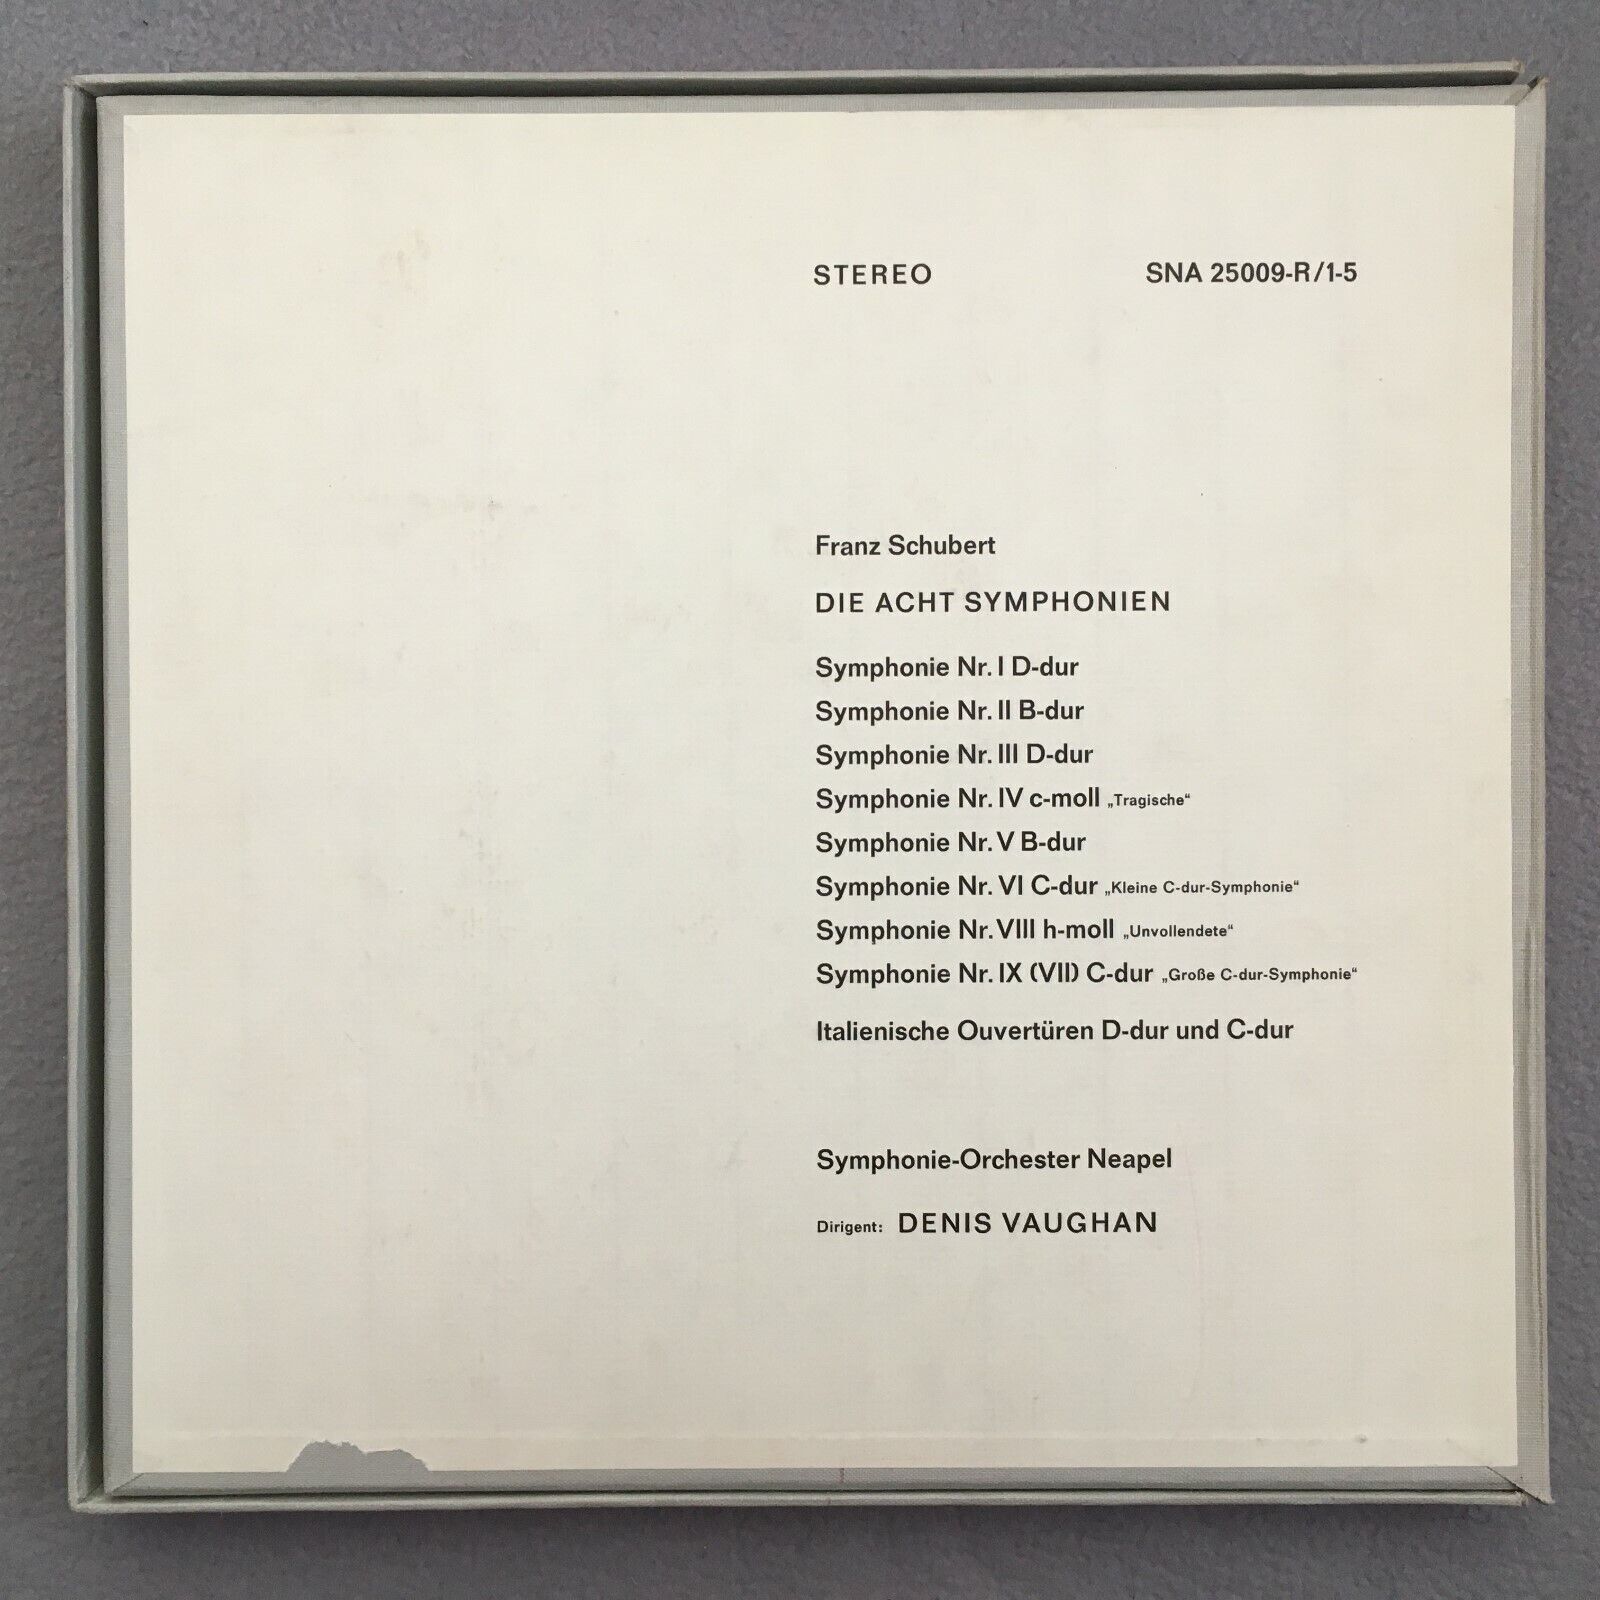 STEREO SNA 25009-R/1-5
Franz Schubert
DIE ACHT SYMPHONIEN
Symphonie Nr. I D-dur
Symphonie Nr. II B-dur
Symphonie Nr. III D-dur
Symphonie Nr. IV c-moll „Tragische“
Symphonie Nr. V B-dur
Symphonie Nr. VI C-dur „Kleine C-dur-Symphonie“
Symphonie Nr. VIII h-moll „Unvollendete“
Symphonie Nr. IX (VII) C-dur „Große C-dur-Symphonie“
Italienische Ouvertüren D-dur und C-dur
Symphonie-Orchester Neapel
Dirigent: DENIS VAUGHAN